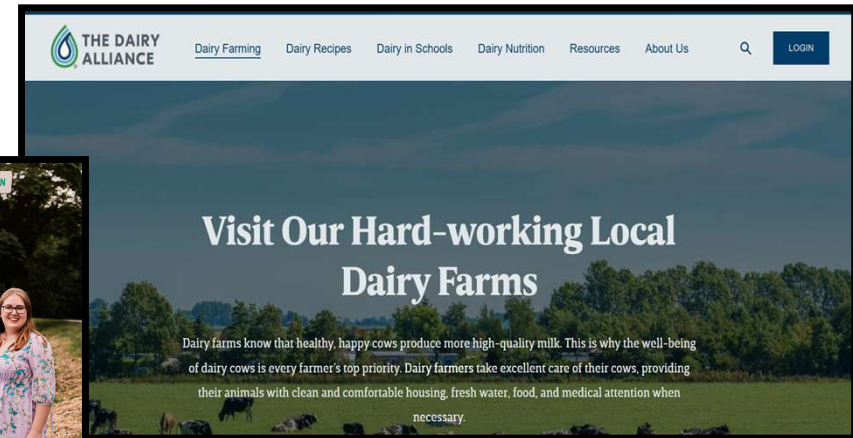 THE DAIRY
ALLIANCE
Dairy Farming Dairy Recipes Dairy in Schools Dairy Nutrition Resources About Us LOGIN
Visit Our Hard-working Local
Dairy Farms
Dairy farms know that healthy, happy cows produce more high-quality milk. This is why the well-being
of dairy cows is every farmer's top priority. Dairy farmers take excellent care of their cows, providing
their animals with clean and comfortable housing, fresh water, food, and medical attention when
necessary.